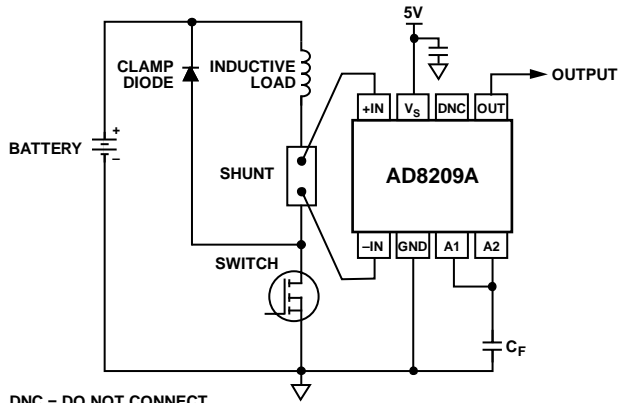 5V
CLAMP
DIODE
INDUCTIVE
LOAD
OUTPUT
+IN
VS
DNC
OUT
BATTERY
+
–
SHUNT
AD8209A
–IN
GND
A1
A2
SWITCH
CF
DNC = DO NOT CONNECT